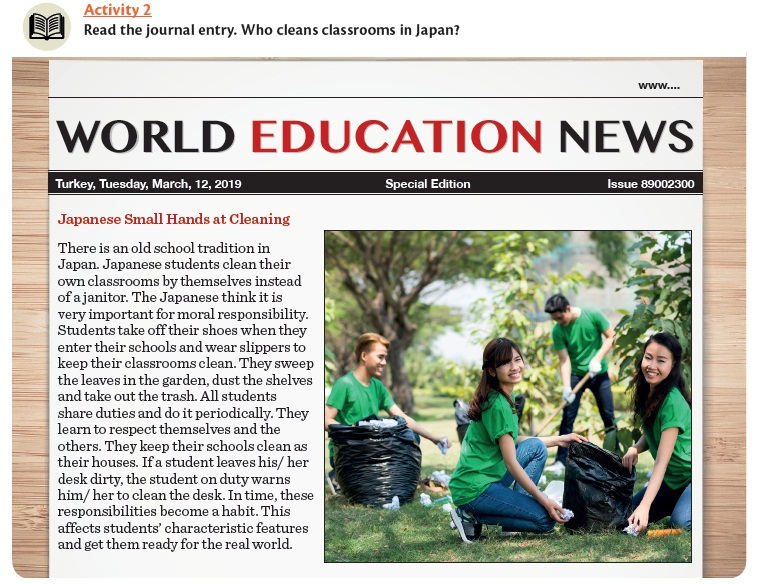 Activity 2
Read the journal entry. Who cleans classrooms in Japan?
www....
WORLD EDUCATION NEWS
Turkey, Tuesday, March, 12, 2019 Special Edition Issue 89002300
Japanese Small Hands at Cleaning
There is an old school tradition in
Japan. Japanese students clean their
own classrooms by themselves instead
of a janitor. The Japanese think it is
very important for moral responsibility.
Students take off their shoes when they
enter their schools and wear slippers to
keep their classrooms clean. They sweep
the leaves in the garden, dust the shelves
and take out the trash. All students
share duties and do it periodically. They
learn to respect themselves and the
others. They keep their schools clean as
their houses. If a student leaves his/ her
desk dirty, the student on duty warns
him/ her to clean the desk. In time, these
responsibilities become a habit. This
affects students' characteristic features
and get them ready for the real world.